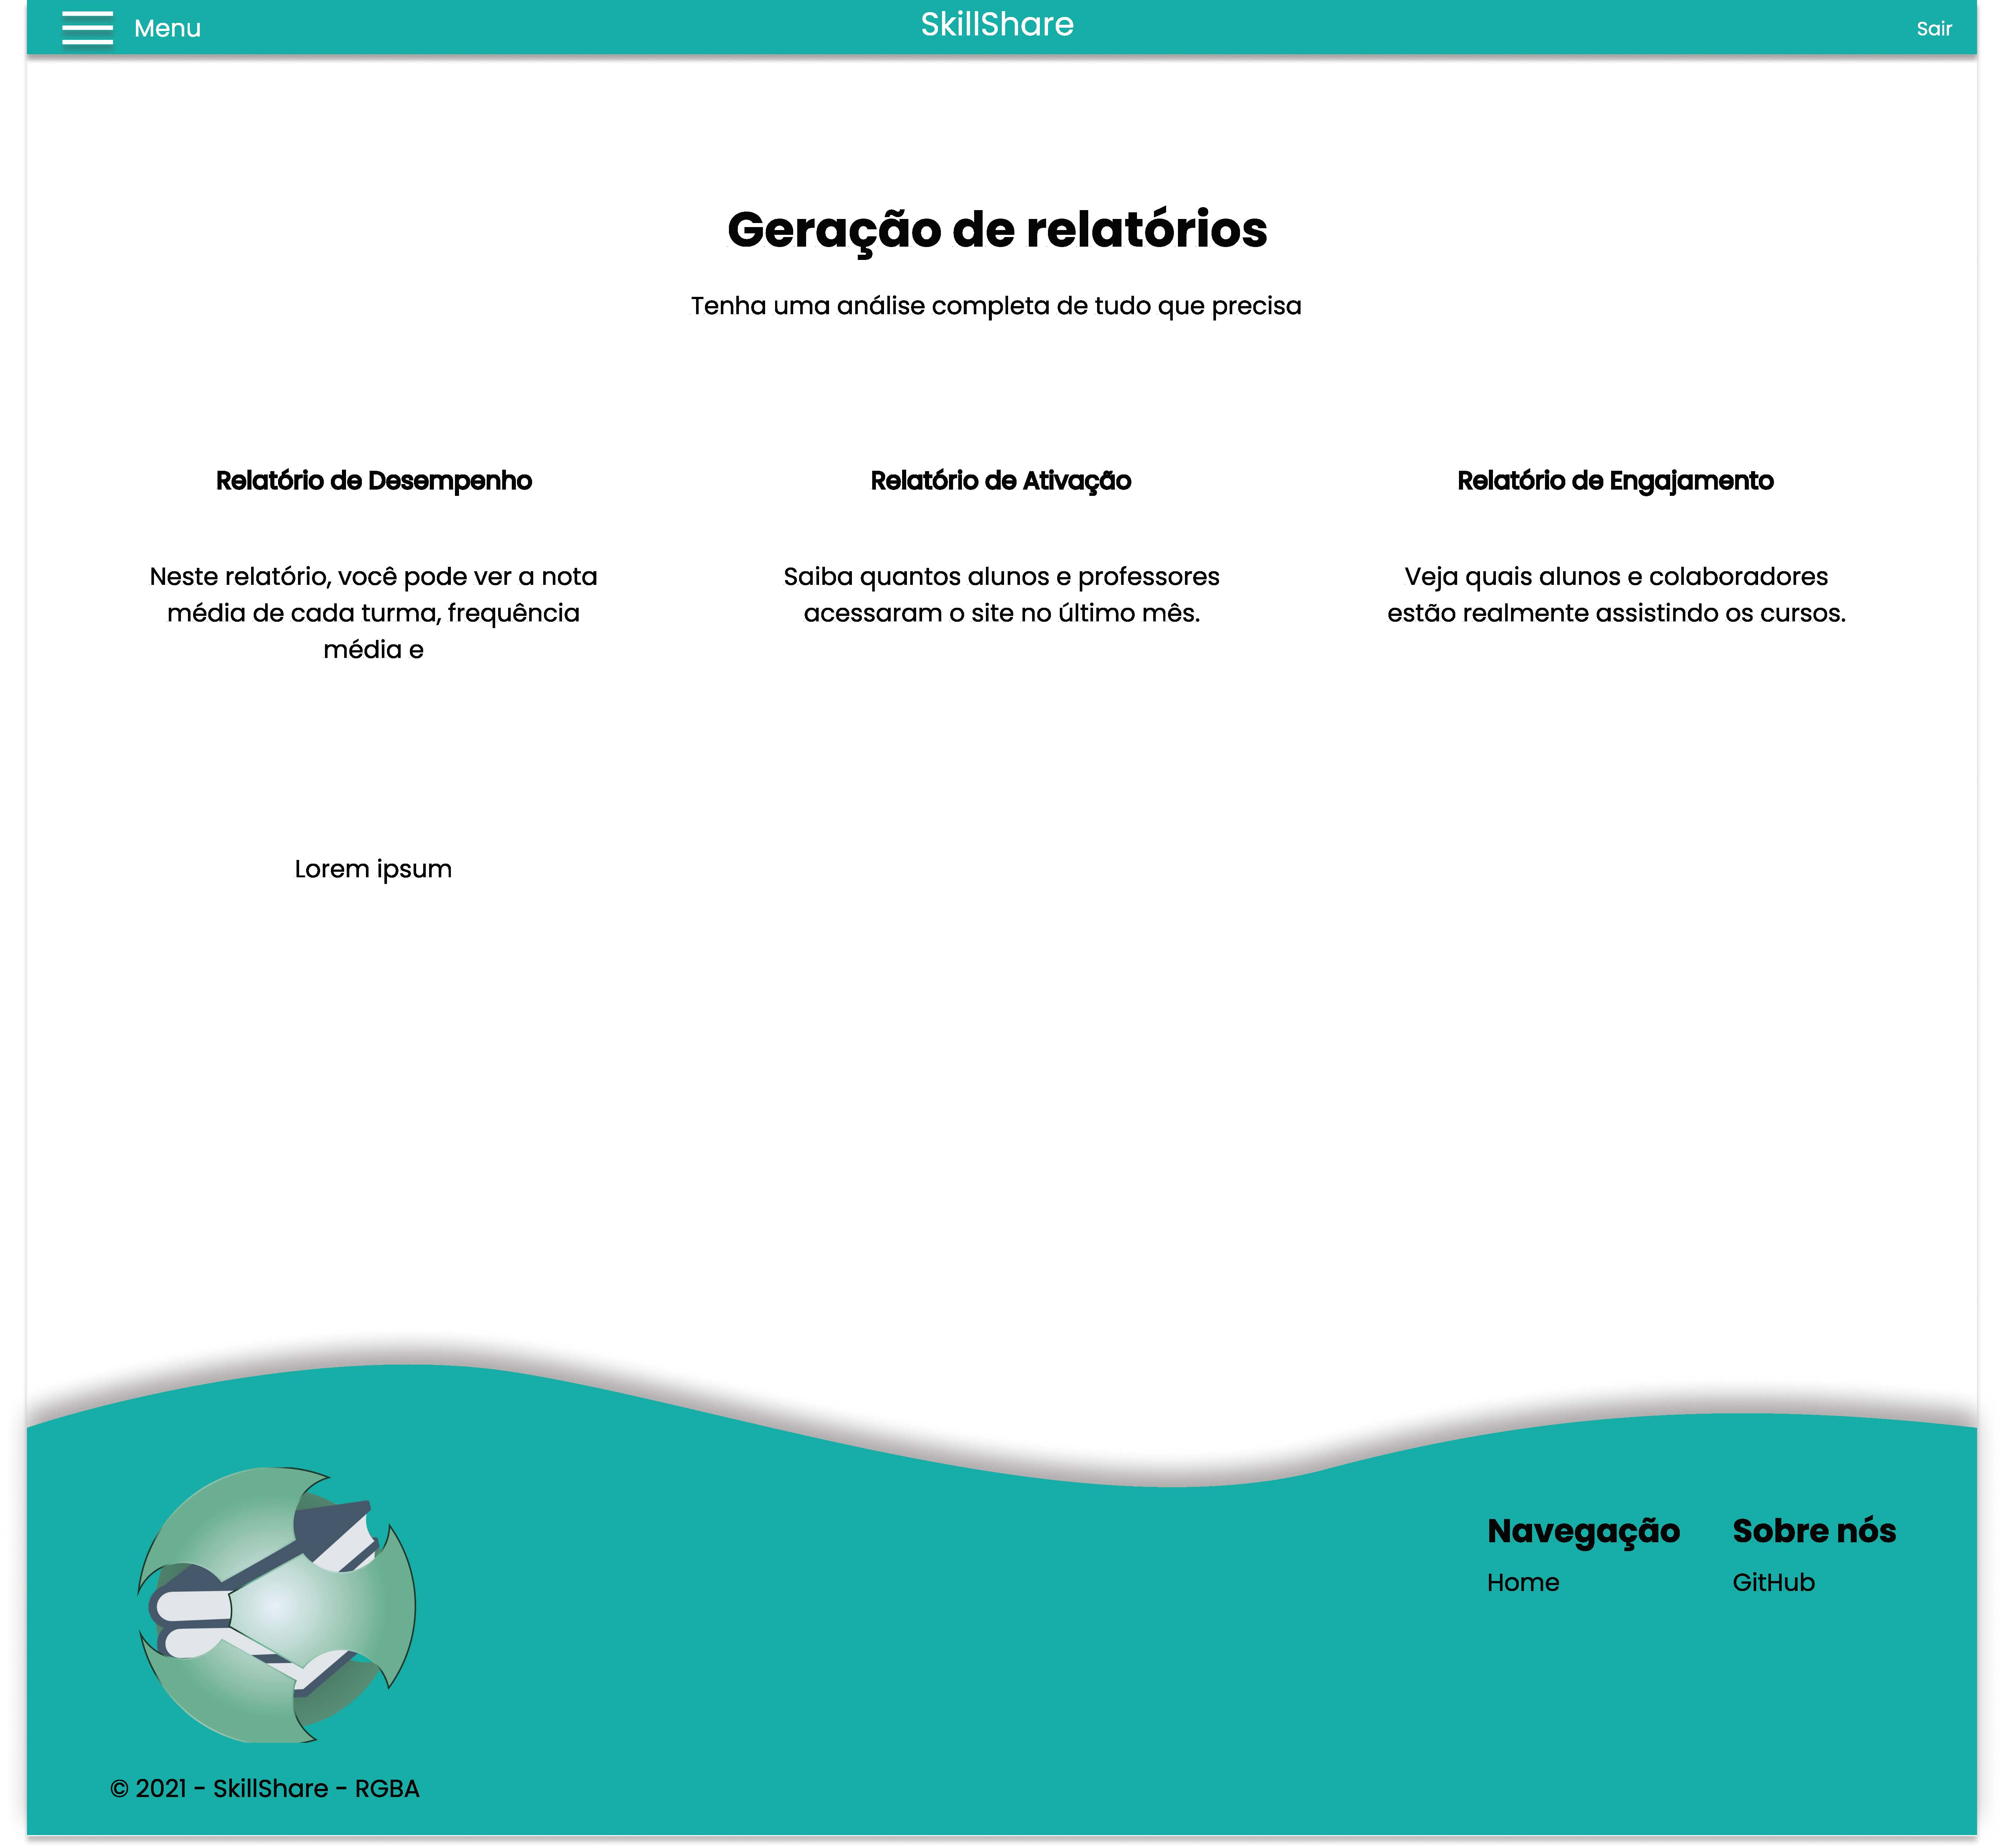 Menu
SkillShare
Sair
Geração de relatórios
Tenha uma análise completa de tudo que precisa
Relatório de Desempenho
Neste relatório, você pode ver a nota
média de cada turma, frequência
média e
Lorem ipsum
Relatório de Ativação
Saiba quantos alunos e professores
acessaram o site no último mês.
Relatório de Engajamento
Veja quais alunos e colaboradores
estão realmente assistindo os cursos.
Navegação
Home
Sobre nós
GitHub
© 2021 - SkillShare - RGBA